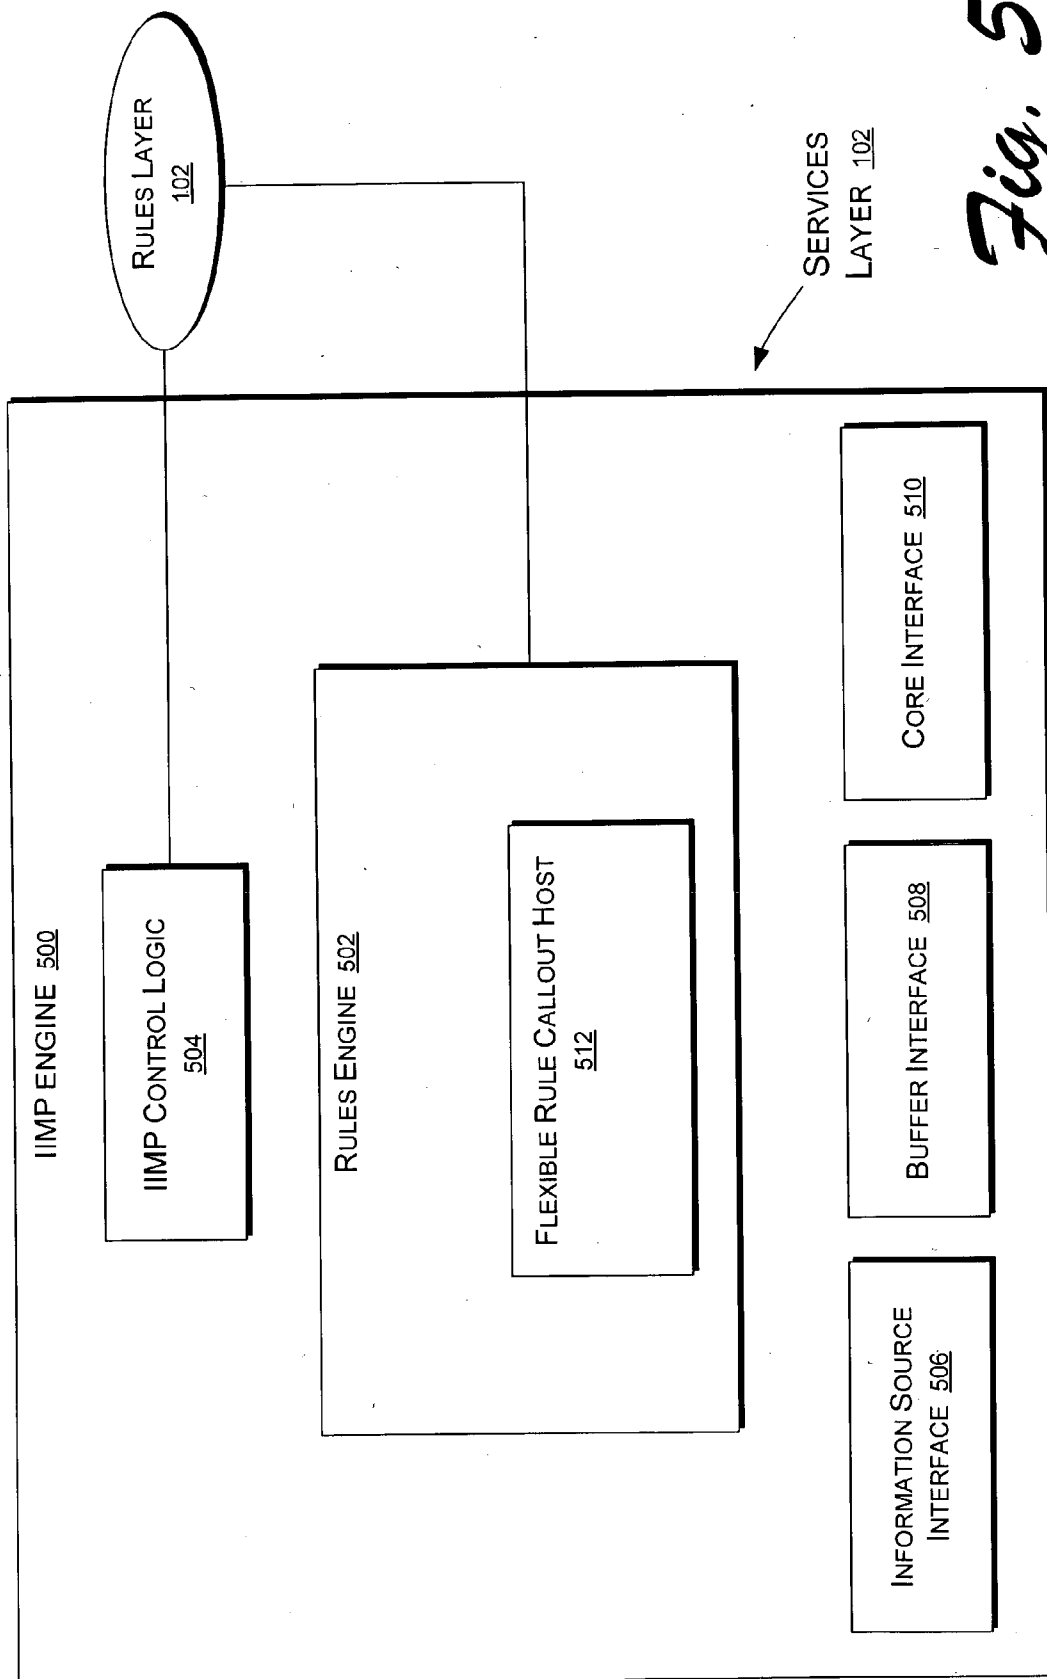 IIMP ENGINE 500
IIMP CONTROL LOGIC
504
RULES LAYER
102
RULES ENGINE 502
FLEXIBLE RULE CALLOUT HOST
512
SERVICES
LAYER 102
INFORMATION SOURCE
INTERFACE 506
BUFFER INTERFACE 508
CORE INTERFACE 510
Fig. 5